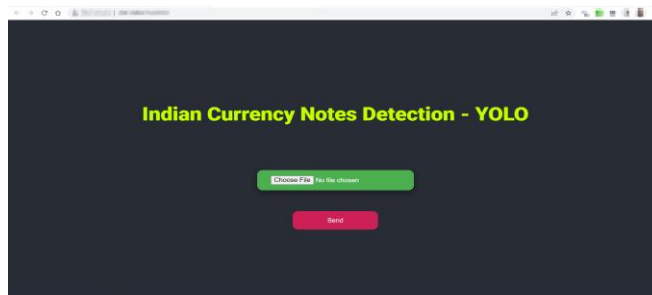 Indian Currency Notes Detection - YOLO
Choose File No file chosen
Send